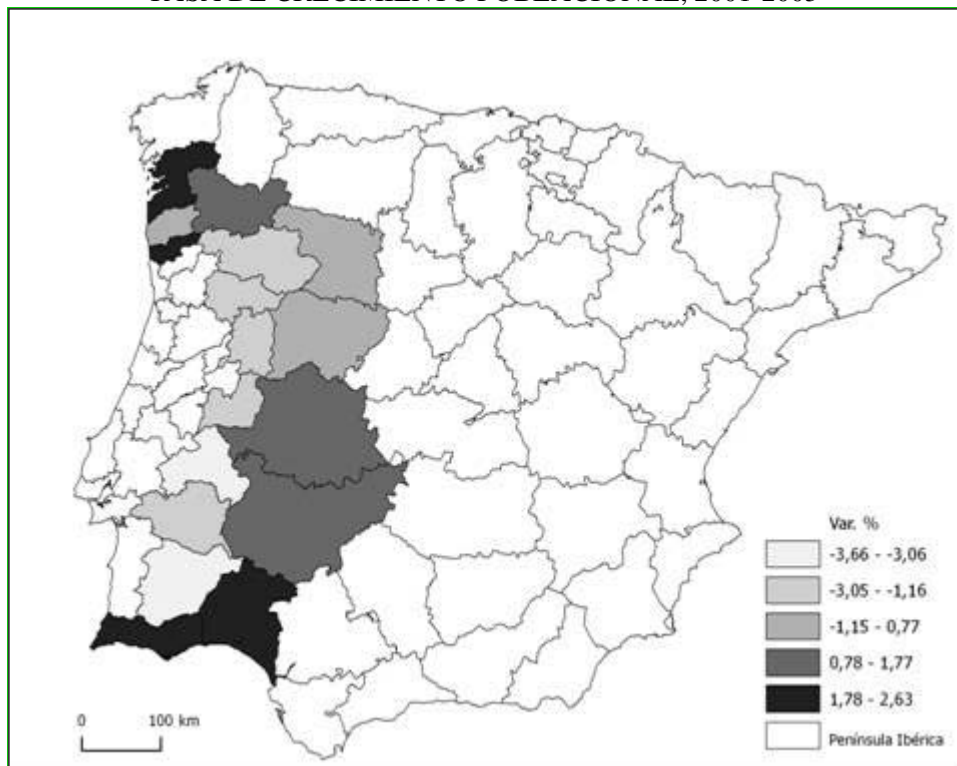 TASA DE CRECIMIENTO POBLACIONAL, 2001-2005
Var. %
-3,66 - -3,06
-3,05 - -1,16
-1,15 - 0,77
0,78 - 1,77
1,78 - 2,63
Península Ibérica
0 100 km